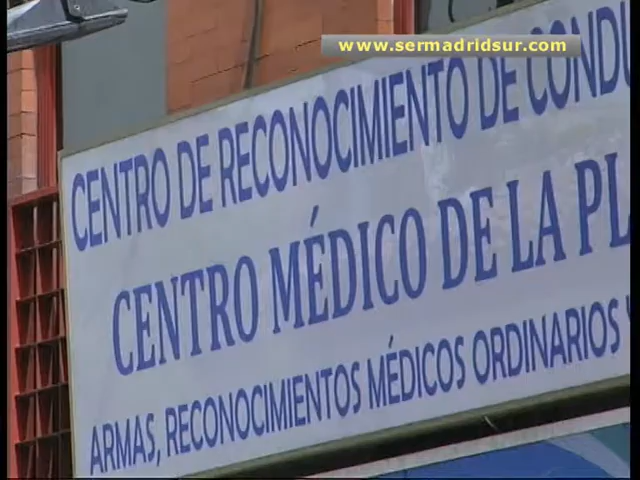 www.sermadridsur.com
CENTRO DE RECONOCIMIENTO DE CONDU
CENTRO MÉDICO DE LA PL
ARMAS, RECONOCIMIENTOS MÉDICOS ORDINARIOS Y